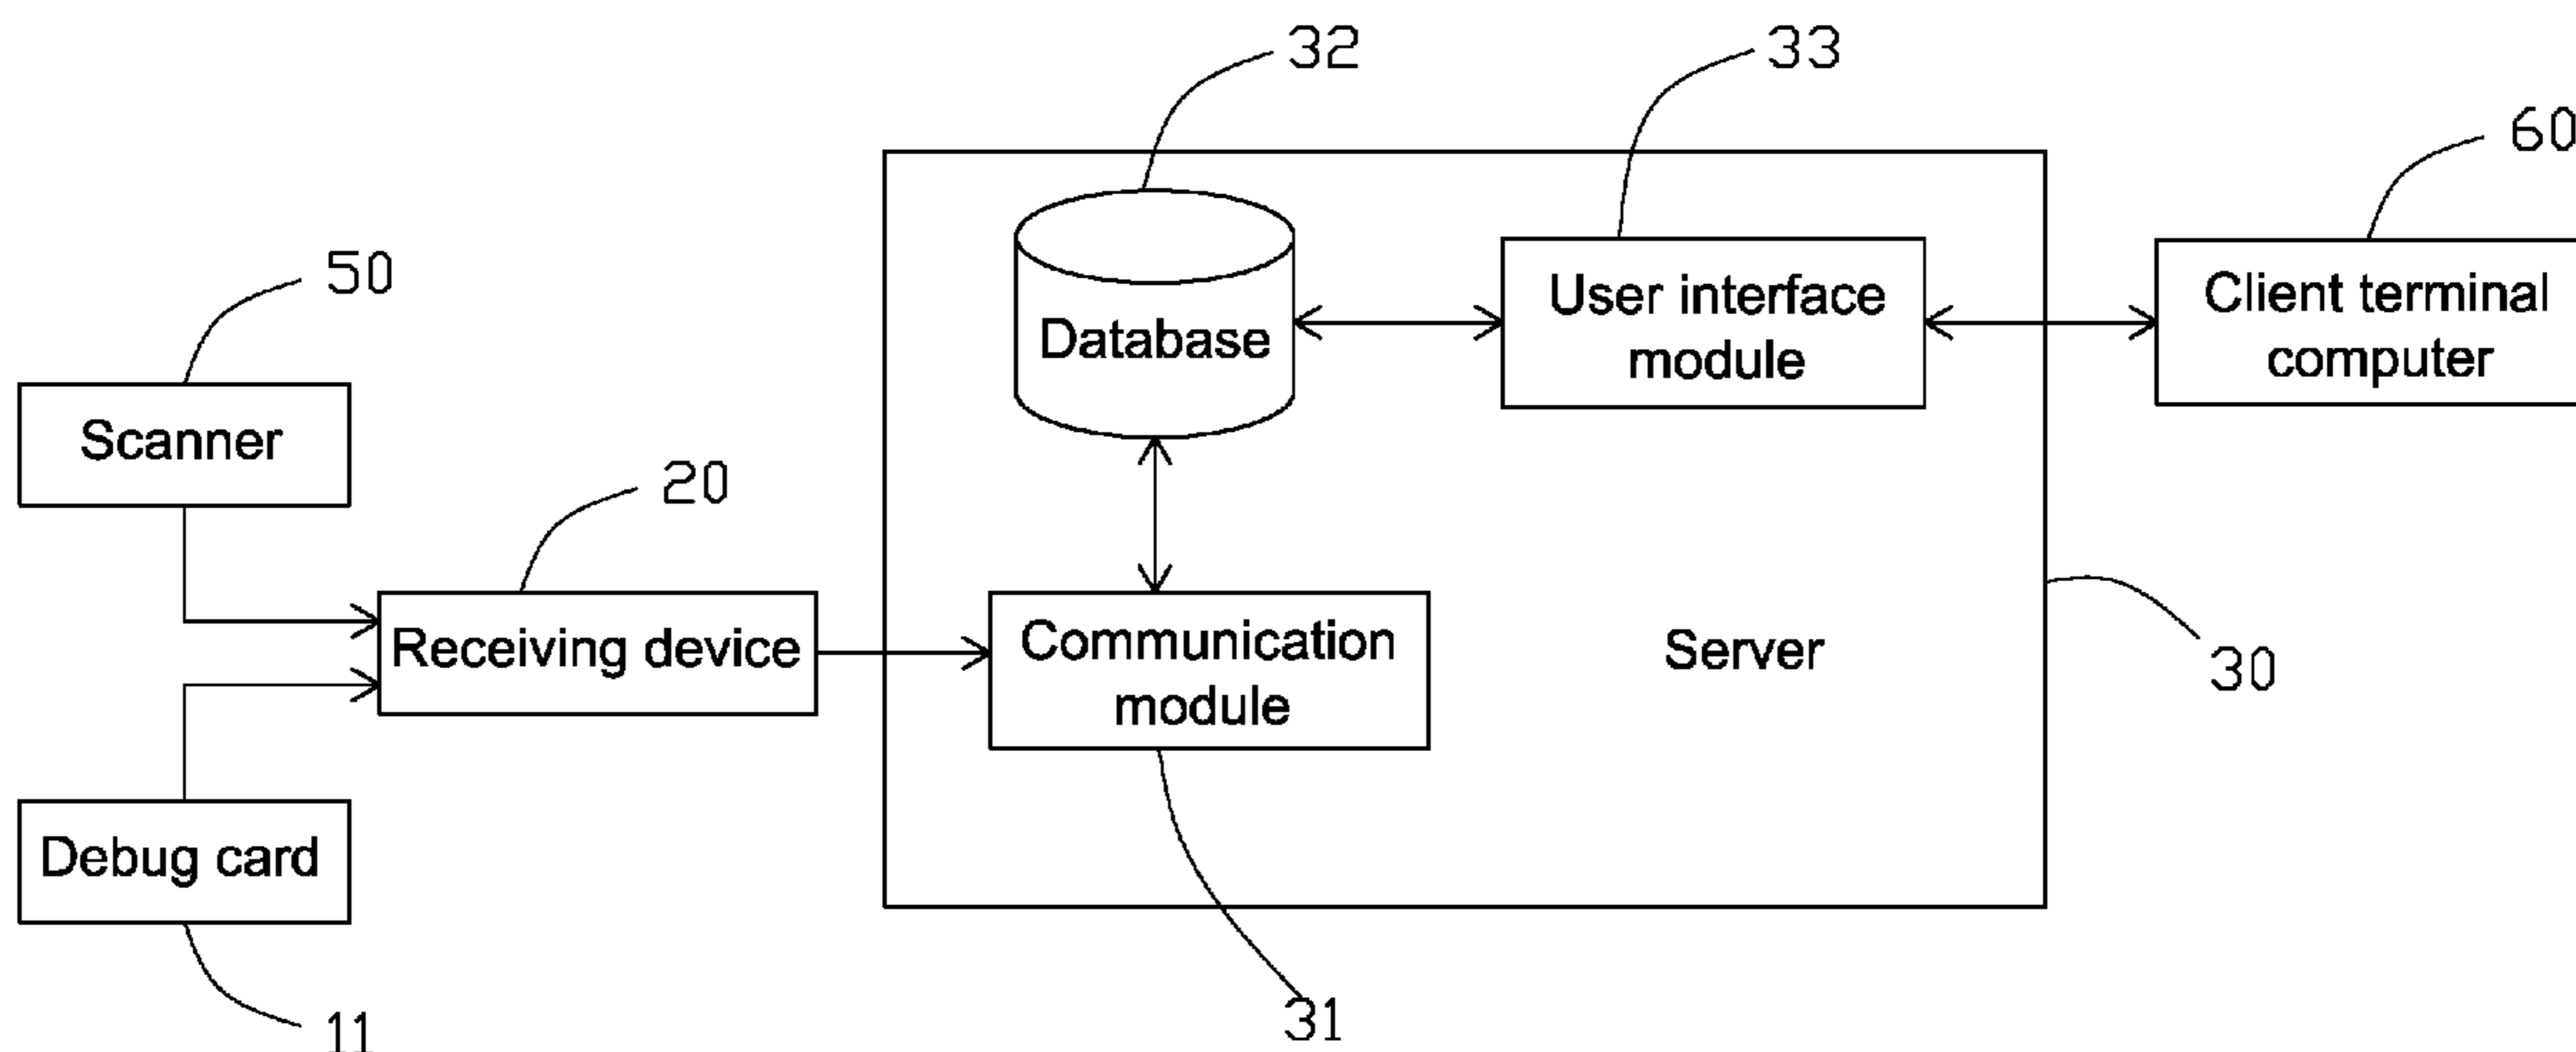 32
33
60
50
Scanner
Database
User interface
module
Client terminal
computer
20
Receiving device
Communication
module
Server
30
Debug card
11
31